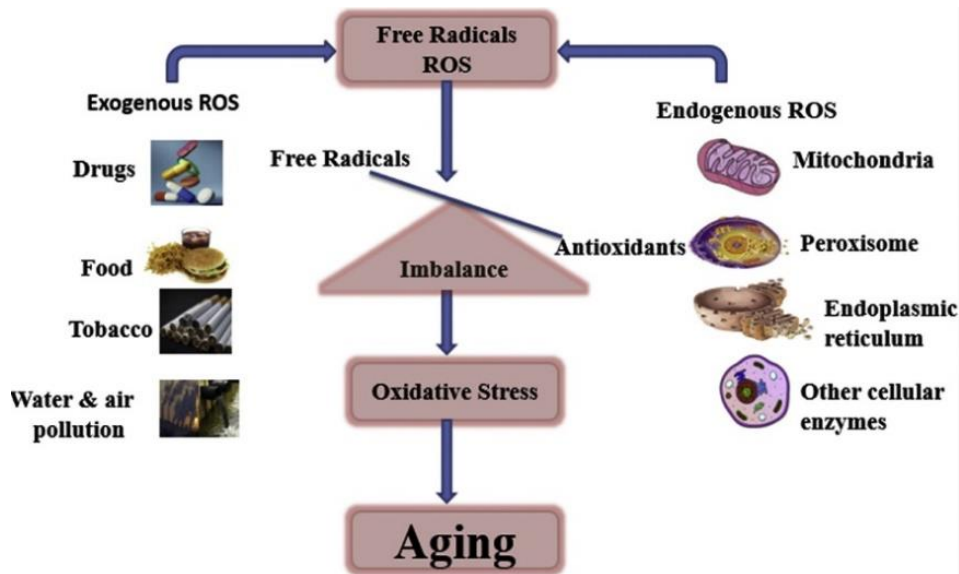 Free Radicals
ROS
Exogenous ROS
Drugs
Food
Tobacco
Water & air
pollution
Free Radicals
Antioxidants
Imbalance
Oxidative Stress
Aging
Endogenous ROS
Mitochondria
Peroxisome
Endoplasmic
reticulum
Other cellular
enzymes